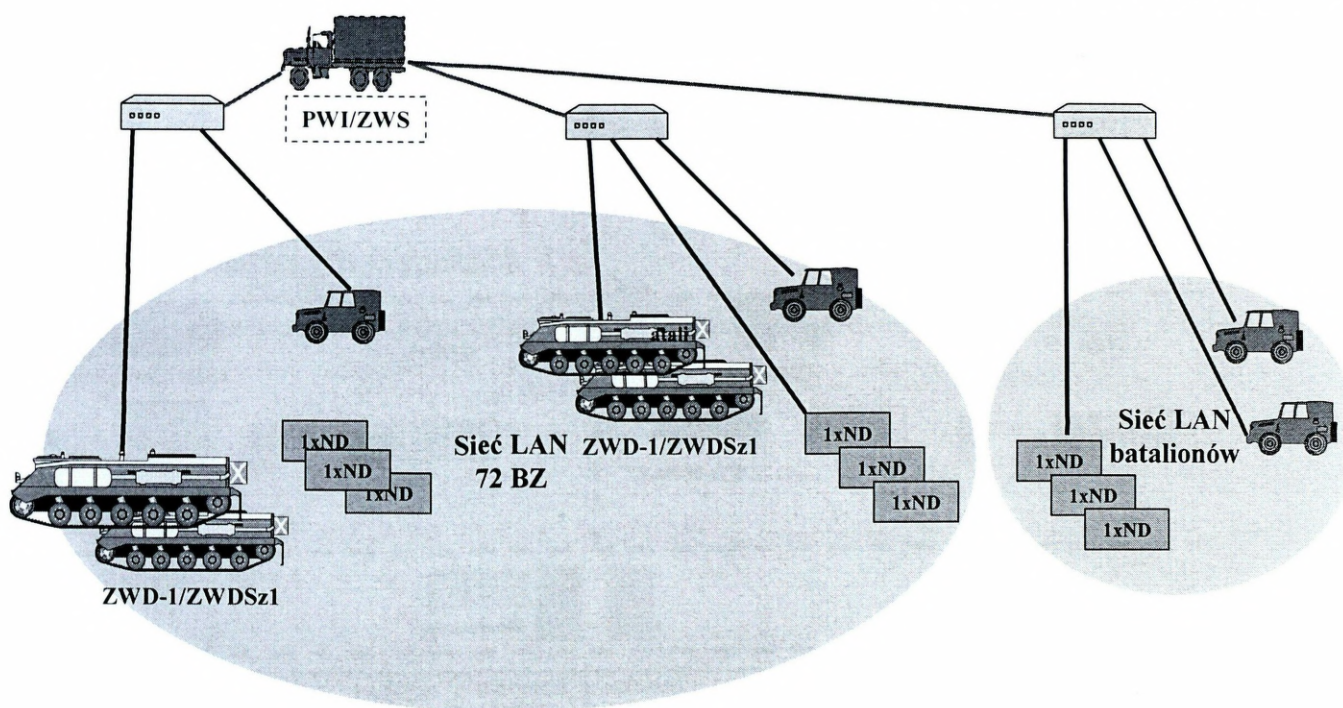 PWI/ZWS
atali
1xND
1xND
1xND
Sieć LAN
72 BZ
ZWD-1/ZWDSz1
1xND
1xND
1xND
Sieć LAN
batalionów
1xND
1xND
1xND
ZWD-1/ZWDSz1